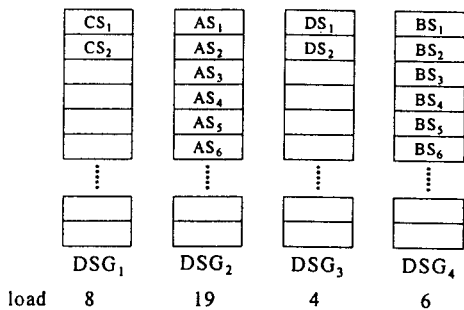 CS₁ AS₁ DS₁ BS₁
CS₂ AS₂ DS₂ BS₂
AS₃ BS₃
AS₄ BS₄
AS₅ BS₅
AS₆ BS₆
DSG₁ DSG₂ DSG₃ DSG₄
load 8 19 4 6